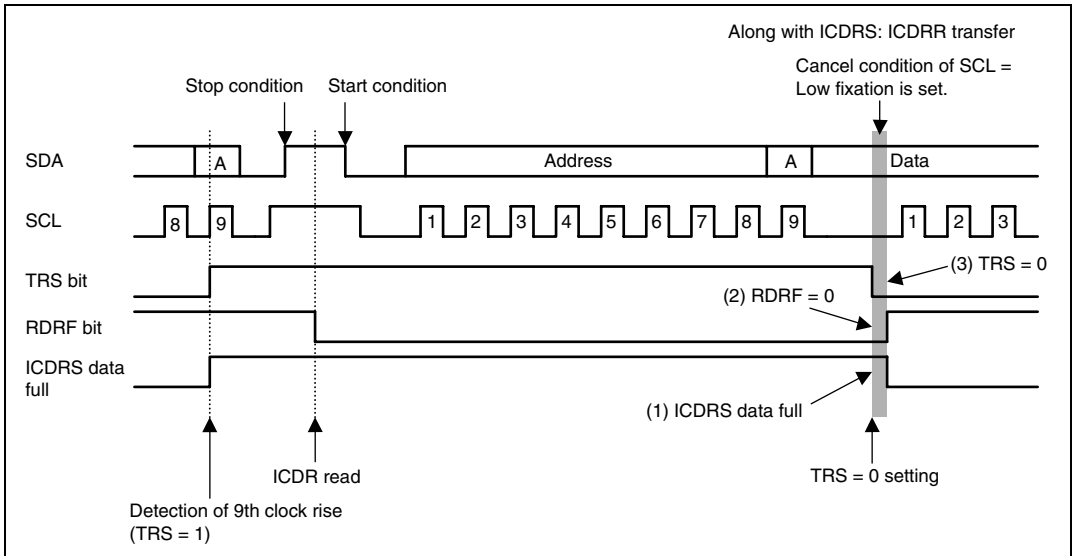 Along with ICDRS: ICDRR transfer
Cancel condition of SCL =
Low fixation is set.
Stop condition
Start condition
SDA
A
Address
A
Data
SCL
8
9
1
2
3
4
5
6
7
8
9
1
2
3
TRS bit
(3) TRS = 0
(2) RDRF = 0
RDRF bit
ICDRS data
full
(1) ICDRS data full
ICDR read
TRS = 0 setting
Detection of 9th clock rise
(TRS = 1)